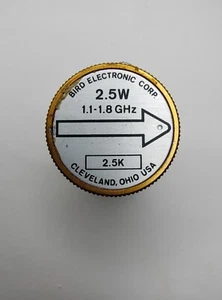 BIRD ELECTRONIC CORP
2.5W
1.1-1.8 GHz
2.5K
CLEVELAND, OHIO USA